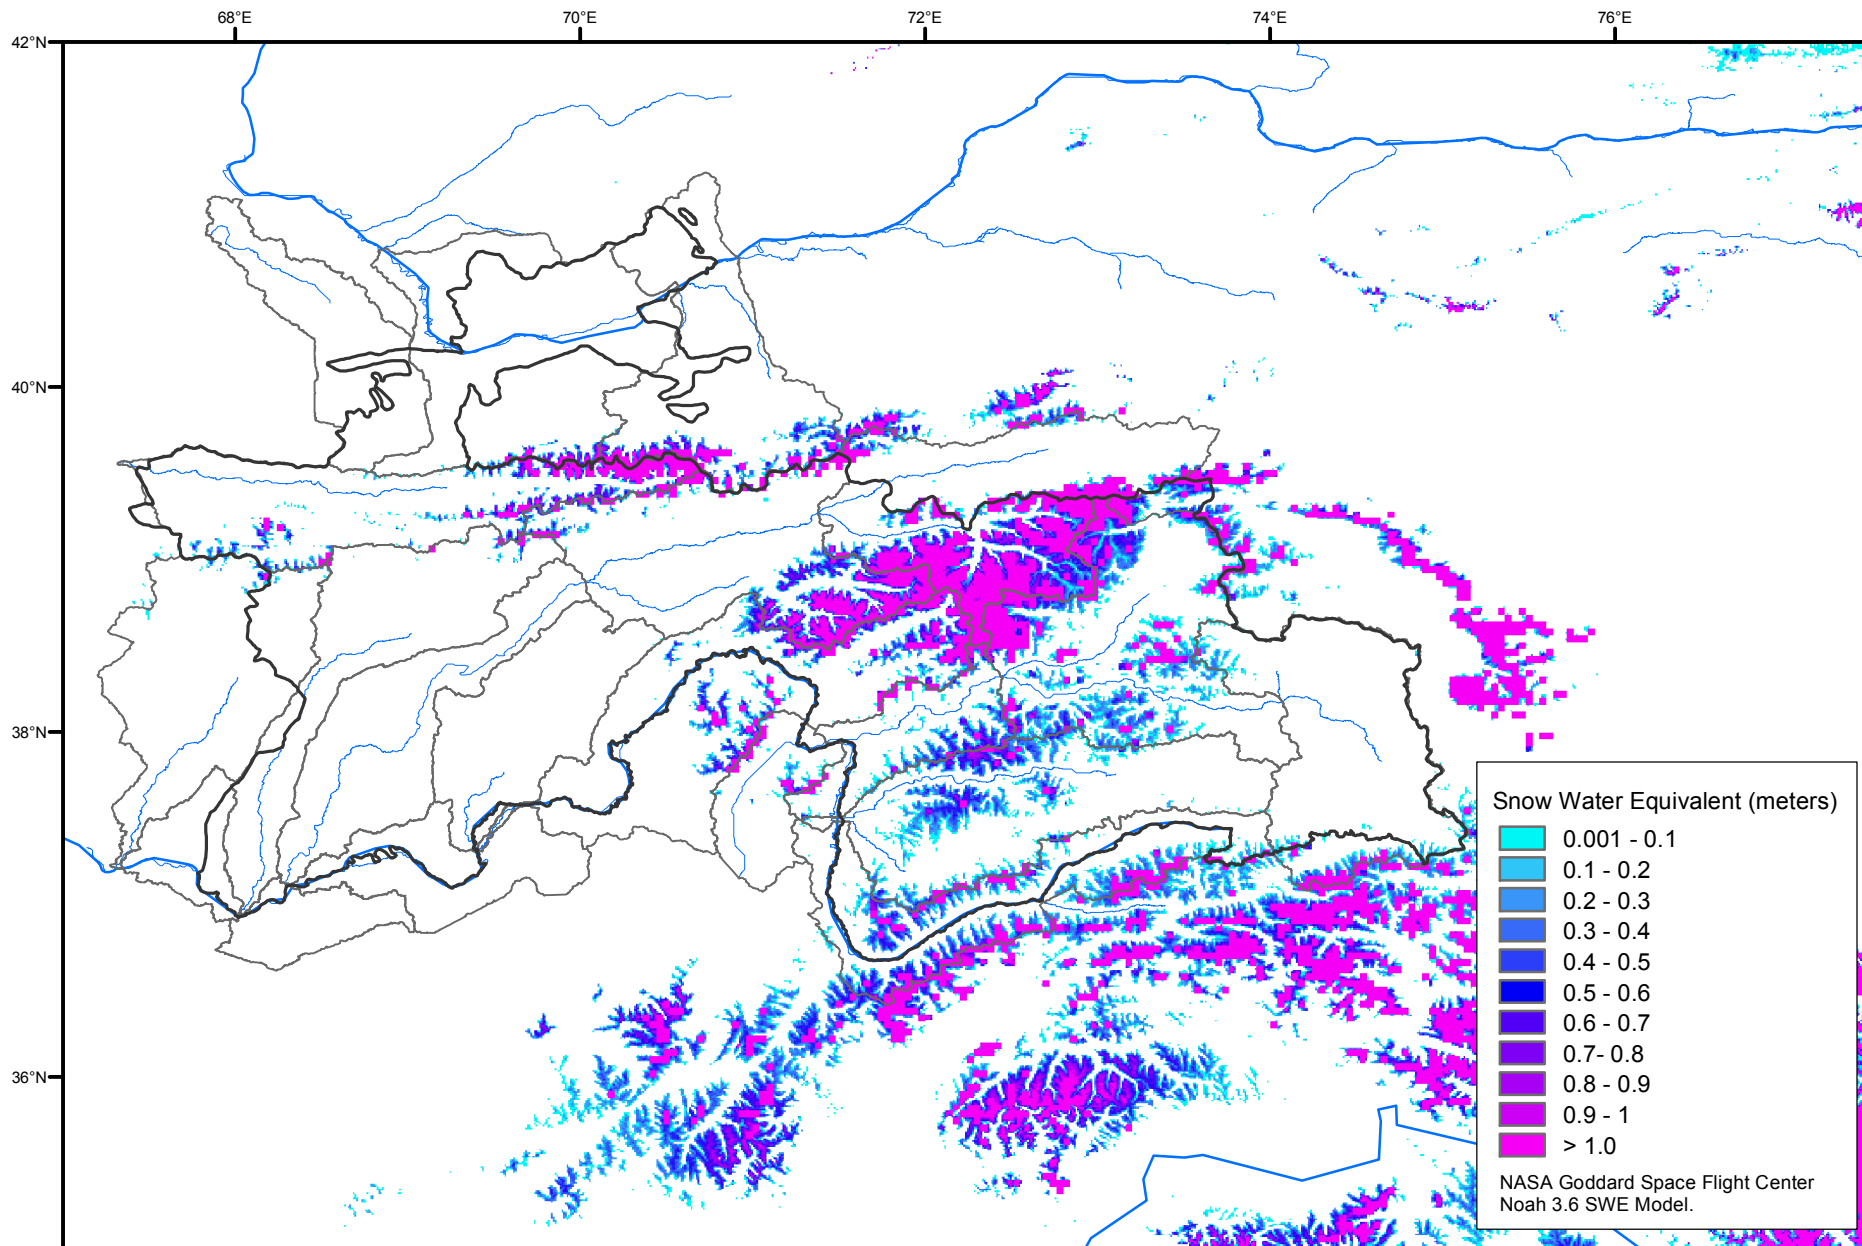 68°E
70°E
72°E
74°E
76°E
42°N
40°N
38°N
36°N
Snow Water Equivalent (meters)
0.001 - 0.1
0.1 - 0.2
0.2 - 0.3
0.3 - 0.4
0.4 - 0.5
0.5 - 0.6
0.6 - 0.7
0.7- 0.8
0.8 - 0.9
0.9 - 1
> 1.0
NASA Goddard Space Flight Center
Noah 3.6 SWE Model.